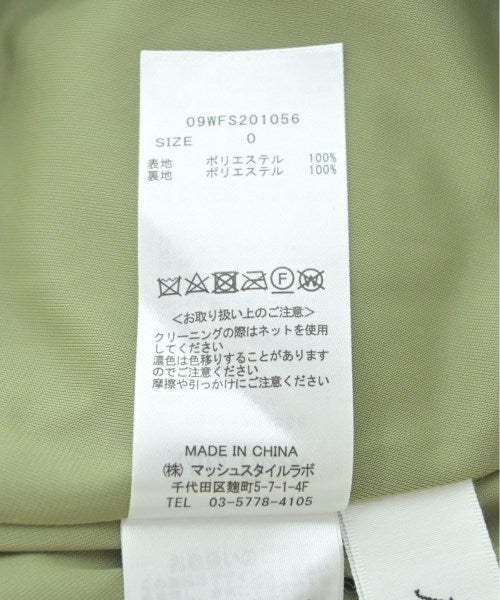 09WFS201056
SIZE 0
表地 ポリエステル 100%
裏地 ポリエステル 100%
F W
<お取り扱い上のご注意>
クリーニングの際はネットを使用
してください
濃色は色移りすることがあります
のでご注意ください
摩擦や引っかけにご注意ください
MADE IN CHINA
(株) マッシュスタイルラボ
千代田区麹町5-7-1-4F
TEL 03-5778-4105